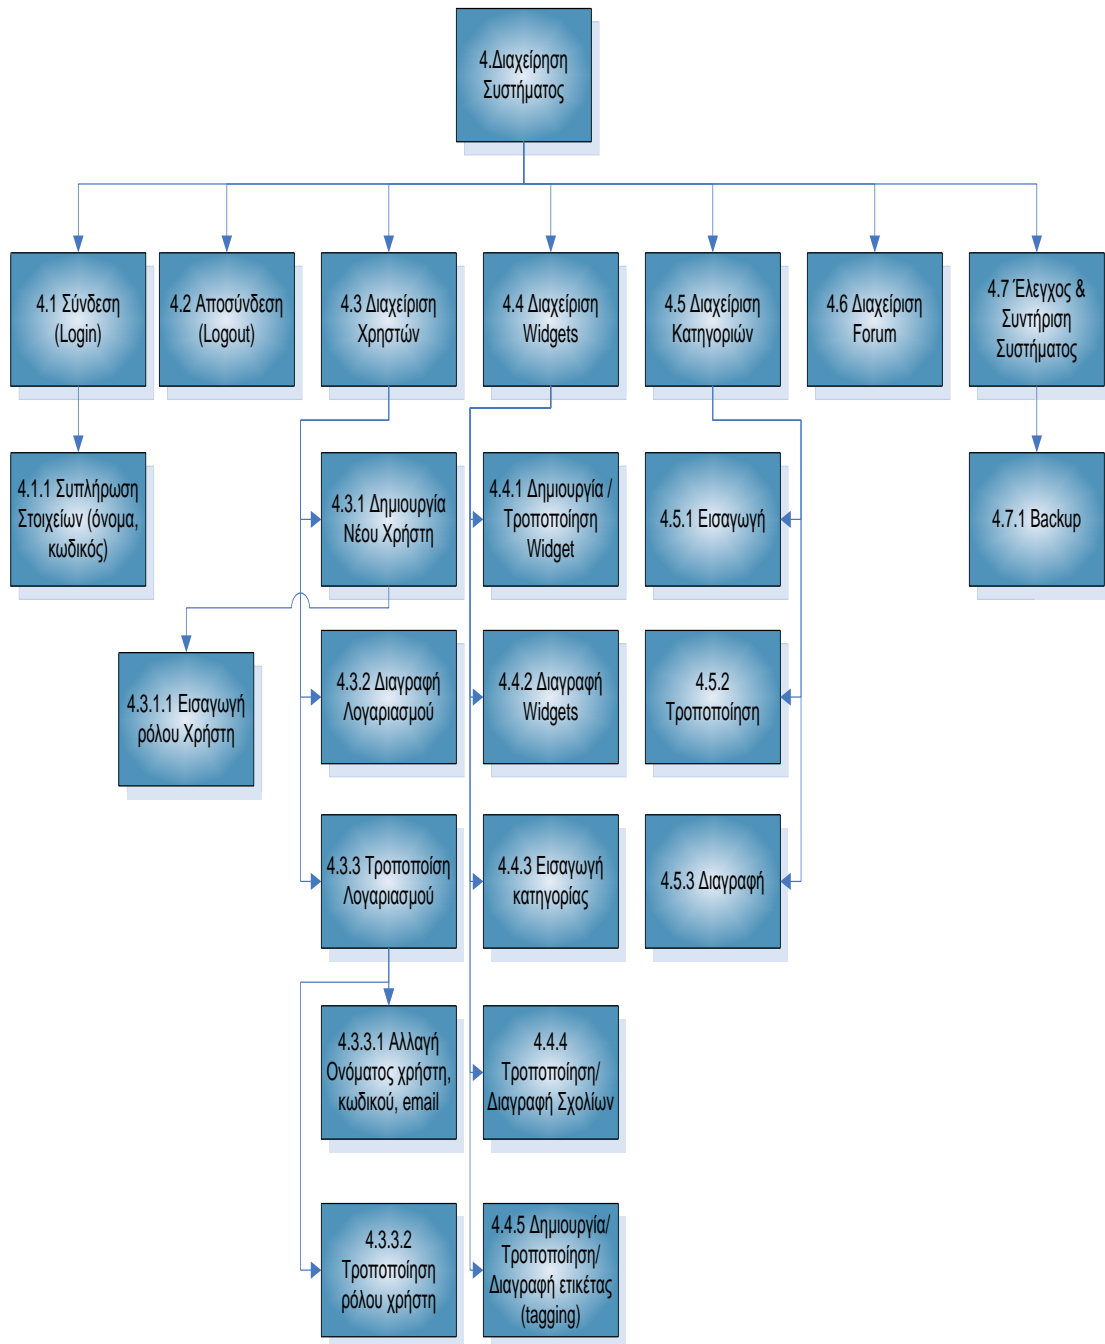 4.Διαχείρηση
Συστήματος
4.1 Σύνδεση
(Login)
4.2 Αποσύνδεση
(Logout)
4.3 Διαχείριση
Χρηστών
4.4 Διαχείριση
Widgets
4.5 Διαχείριση
Κατηγοριών
4.6 Διαχείριση
Forum
4.7 Έλεγχος &
Συντήριση
Συστήματος
4.1.1 Συπλήρωση
Στοιχείων (όνομα,
κωδικός)
4.3.1 Δημιουργία
Νέου Χρήστη
4.4.1 Δημιουργία /
Τροποποίηση
Widget
4.5.1 Εισαγωγή
4.7.1 Backup
4.3.1.1 Εισαγωγή
ρόλου Χρήστη
4.3.2 Διαγραφή
Λογαριασμού
4.4.2 Διαγραφή
Widgets
4.5.2
Τροποποίηση
4.3.3 Τροποποίση
Λογαριασμού
4.4.3 Εισαγωγή
κατηγορίας
4.5.3 Διαγραφή
4.3.3.1 Αλλαγή
Ονόματος χρήστη,
κωδικού, email
4.4.4
Τροποποίηση/
Διαγραφή Σχολίων
4.3.3.2
Τροποποίηση
ρόλου χρήστη
4.4.5 Δημιουργία/
Τροποποίηση/
Διαγραφή ετικέτας
(tagging)